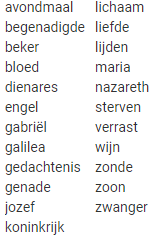 avondmaal
begenadigde
beker
bloed
dienares
engel
gabriël
galilea
gedachtenis
genade
jozef
koninkrijk
lichaam
liefde
lijden
maria
nazareth
sterven
verrast
wijn
zonde
zoon
zwanger